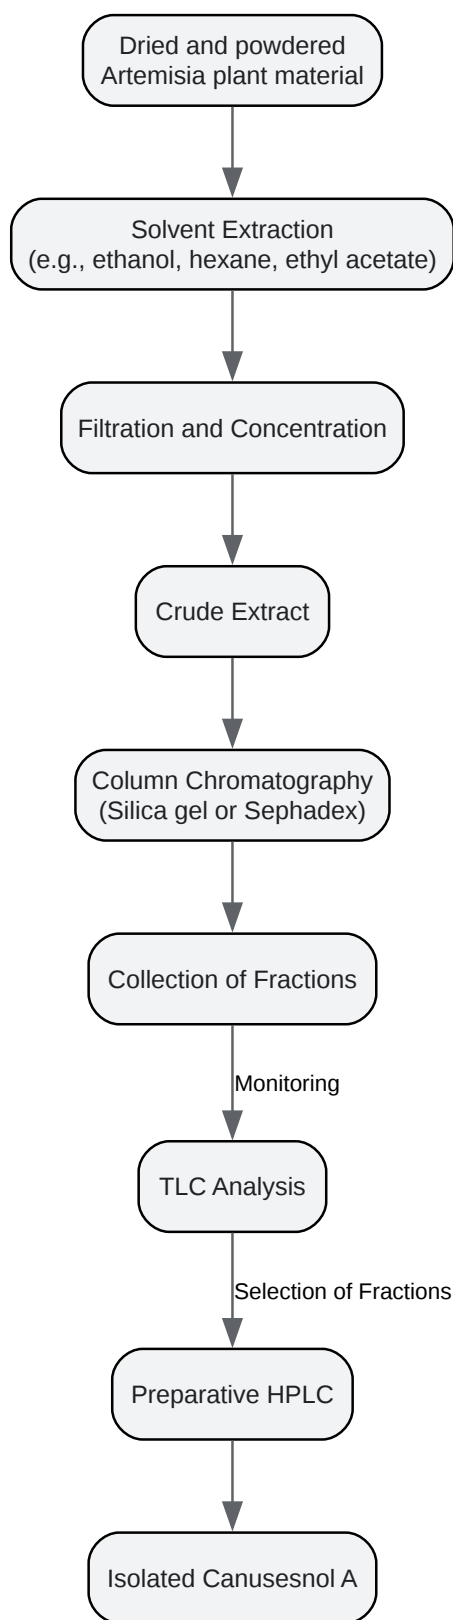 Dried and powdered
Artemisia plant material
Solvent Extraction
(e.g., ethanol, hexane, ethyl acetate)
Filtration and Concentration
Crude Extract
Column Chromatography
(Silica gel or Sephadex)
Collection of Fractions
Monitoring
TLC Analysis
Selection of Fractions
Preparative HPLC
Isolated Canusesnol A